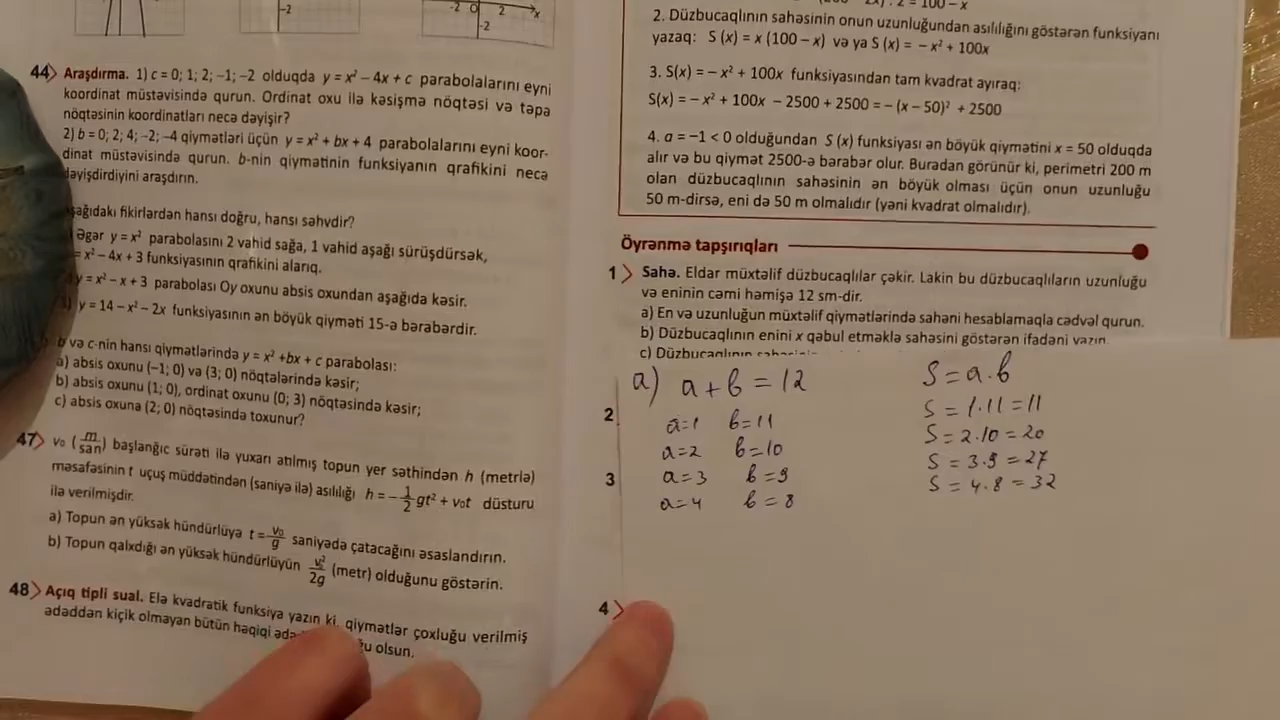 -2
-2 0 2 x
-2
44> Araşdırma. 1) c = 0; 1; 2; –1; –2 olduqda y = x² – 4x + c parabolalarını eyni
koordinat müstəvisində qurun. Ordinat oxu ilə kəsişmə nöqtəsi və təpə
nöqtəsinin koordinatları necə dəyişir?
2) b = 0; 2; 4; –2; –4 qiymətləri üçün y = x² + bx + 4 parabolalarını eyni koor-
dinat müstəvisində qurun. b-nin qiymətinin funksiyanın qrafikini necə
dəyişdirdiyini araşdırın.
şağıdakı fikirlərdən hansı doğru, hansı səhvdir?
Əgər y = x² parabolasını 2 vahid sağa, 1 vahid aşağı sürüşdürsək,
= x² – 4x + 3 funksiyasının qrafikini alarıq.
y = x² – x + 3 parabolası Oy oxunu absis oxundan aşağıda kəsir.
y = 14 – x² – 2x funksiyasının ən böyük qiyməti 15-ə bərabərdir.
b və c-nin hansı qiymətlərində y = x² +bx + c parabolası:
a) absis oxunu (–1; 0) və (3; 0) nöqtələrində kəsir;
b) absis oxunu (1; 0), ordinat oxunu (0; 3) nöqtəsində kəsir;
c) absis oxuna (2; 0) nöqtəsində toxunur?
47> v₀ (m/san) başlanğıc sürəti ilə yuxarı atılmış topun yer səthindən h (metrlə)
məsafəsinin t uçuş müddətindən (saniyə ilə) asılılığı h = – 1/2 gt² + v₀t düsturu
ilə verilmişdir.
a) Topun ən yüksək hündürlüyə t = v₀/g saniyədə çatacağını əsaslandırın.
b) Topun qalxdığı ən yüksək hündürlüyün v₀²/2g (metr) olduğunu göstərin.
48> Açıq tipli sual. Elə kvadratik funksiya yazın ki, qiymətlər çoxluğu verilmiş
ədəddən kiçik olmayan bütün həqiqi olsun.
: 2 = 100 – x
2. Düzbucaqlının sahəsinin onun uzunluğundan asılılığını göstərən funksiyanı
yazaq: S (x) = x (100 – x) və ya S (x) = – x² + 100x
3. S(x) = – x² + 100x funksiyasından tam kvadrat ayıraq:
S(x) = – x² + 100x – 2500 + 2500 = – (x – 50)² + 2500
4. a = –1 < 0 olduğundan S (x) funksiyası ən böyük qiymətini x = 50 olduqda
alır və bu qiymət 2500-ə bərabər olur. Buradan görünür ki, perimetri 200 m
olan düzbucaqlının sahəsinin ən böyük olması üçün onun uzunluğu
50 m-dirsə, eni də 50 m olmalıdır (yəni kvadrat olmalıdır).
Öyrənmə tapşırıqları
1> Sahə. Eldar müxtəlif düzbucaqlılar çəkir. Lakin bu düzbucaqlıların uzunluğu
və eninin cəmi həmişə 12 sm-dir.
a) En və uzunluğun müxtəlif qiymətlərində sahəni hesablamaqla cədvəl qurun.
b) Düzbucaqlının enini x qəbul etməklə sahəsini göstərən ifadəni yazın.
c) Düzbucaqlının
a) a + b = 12 S = a·b
2 a=1 b=11 S = 1·11 = 11
a=2 b=10 S = 2·10 = 20
3 a=3 b=9 S = 3·9 = 27
a=4 b=8 S = 4·8 = 32
4>